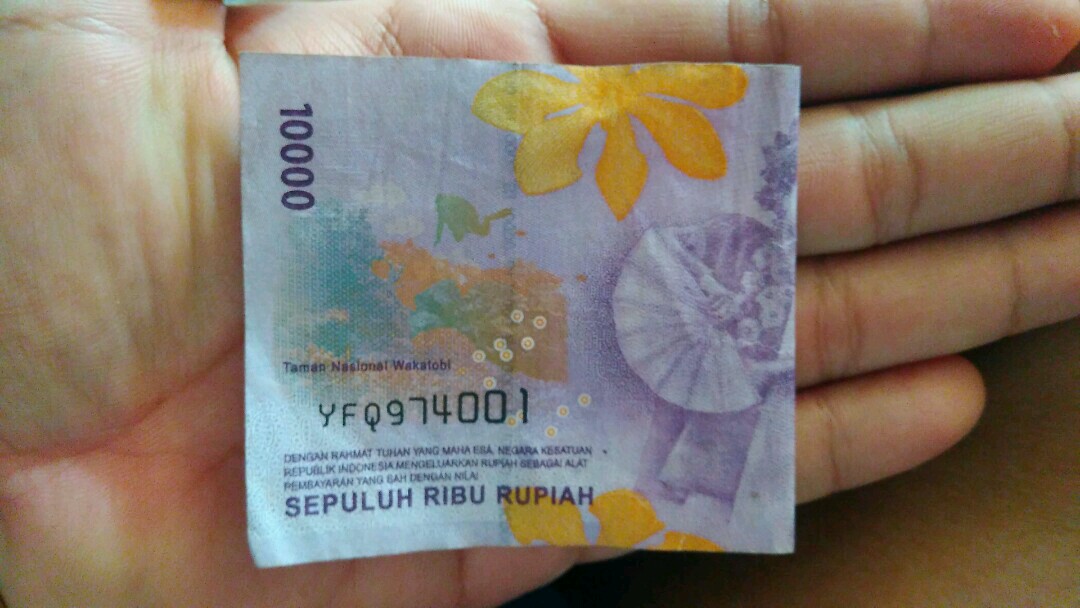 10000
Taman Nasional Wakatobi
YFQ974001
DENGAN RAHMAT TUHAN YANG MAHA ESA, NEGARA KESATUAN
REPUBLIK INDONESIA MENGELUARKAN RUPIAH SEBAGAI ALAT
PEMBAYARAN YANG SAH DENGAN NILAI
SEPULUH RIBU RUPIAH